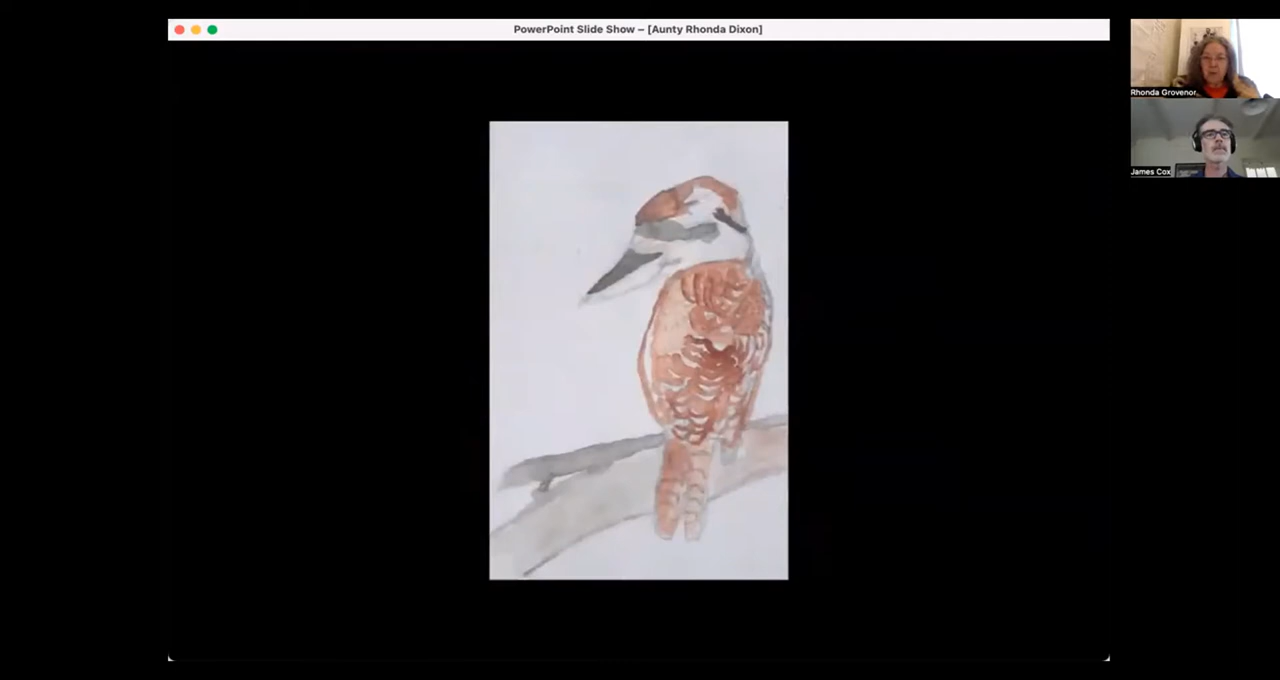 PowerPoint Slide Show – [Aunty Rhonda Dixon]
Rhonda Grovenor
James Cox